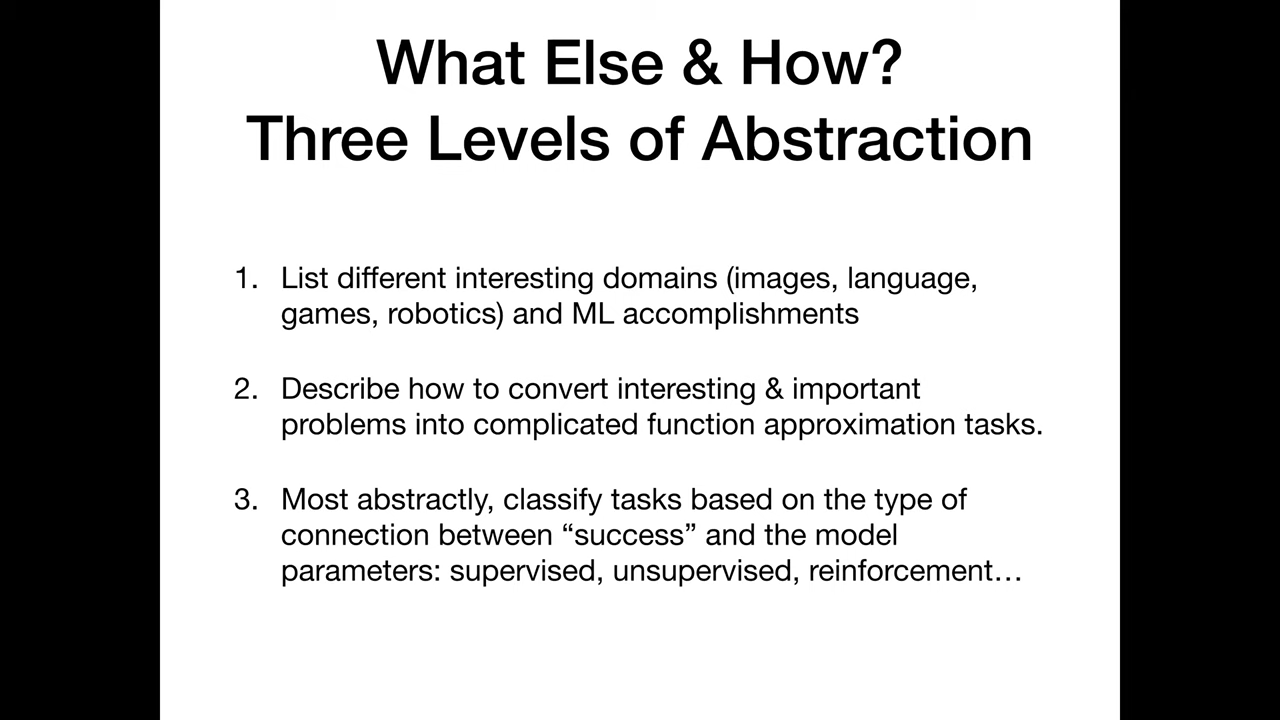 What Else & How?
Three Levels of Abstraction
1. List different interesting domains (images, language,
games, robotics) and ML accomplishments
2. Describe how to convert interesting & important
problems into complicated function approximation tasks.
3. Most abstractly, classify tasks based on the type of
connection between “success” and the model
parameters: supervised, unsupervised, reinforcement…